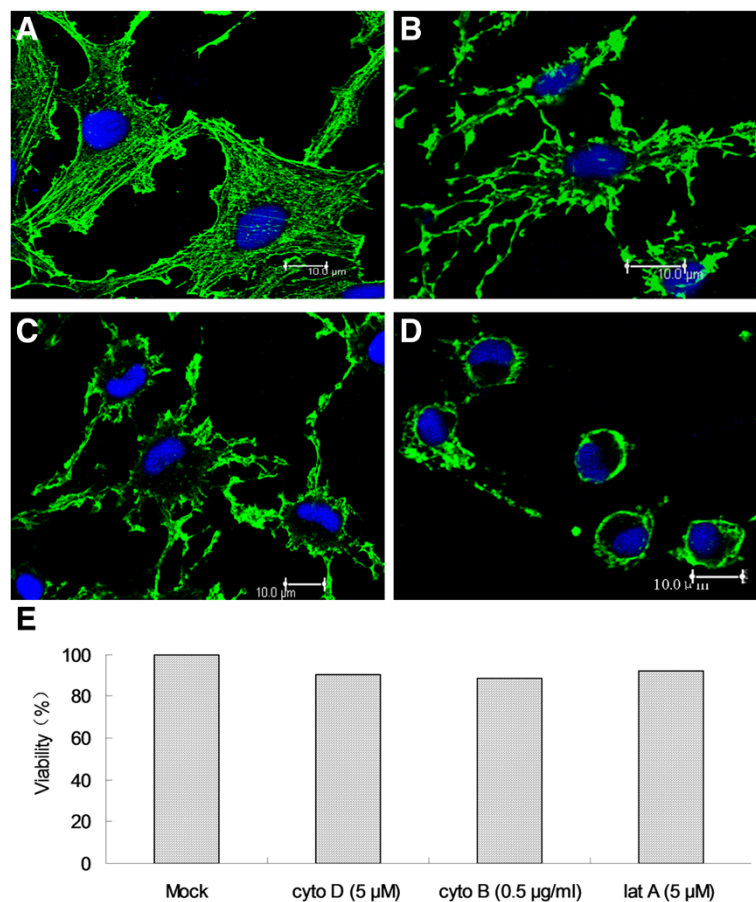 A
B
10.0 µm
10.0 µm
C
D
10.0 µm
10.0 µm
E
Viability (%)
100
80
60
40
20
0
Mock
cyto D (5 µM)
cyto B (0.5 µg/ml)
lat A (5 µM)